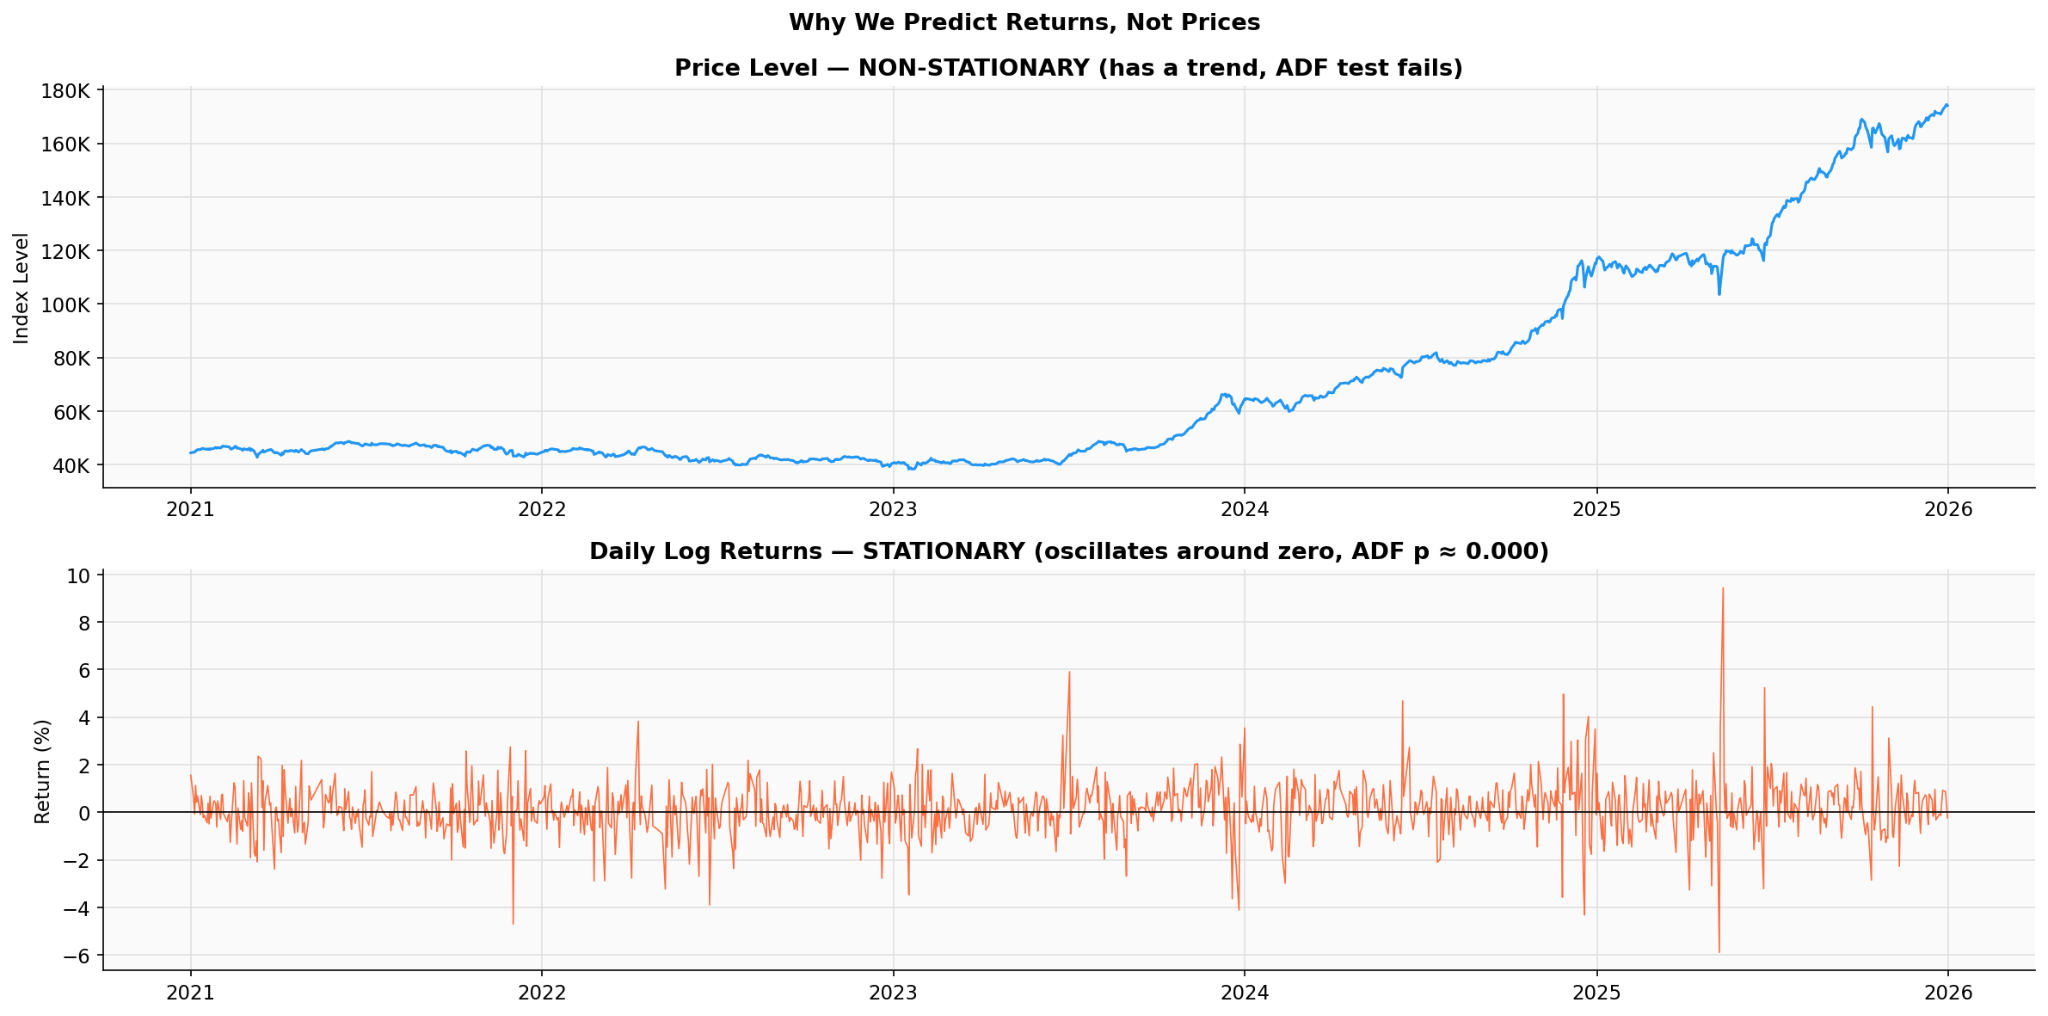 Why We Predict Returns, Not Prices
Price Level — NON-STATIONARY (has a trend, ADF test fails)
180K
160K
140K
120K
100K
80K
60K
40K
Index Level
2021 2022 2023 2024 2025 2026
Daily Log Returns — STATIONARY (oscillates around zero, ADF p ≈ 0.000)
10
8
6
4
2
0
−2
−4
−6
Return (%)
2021 2022 2023 2024 2025 2026